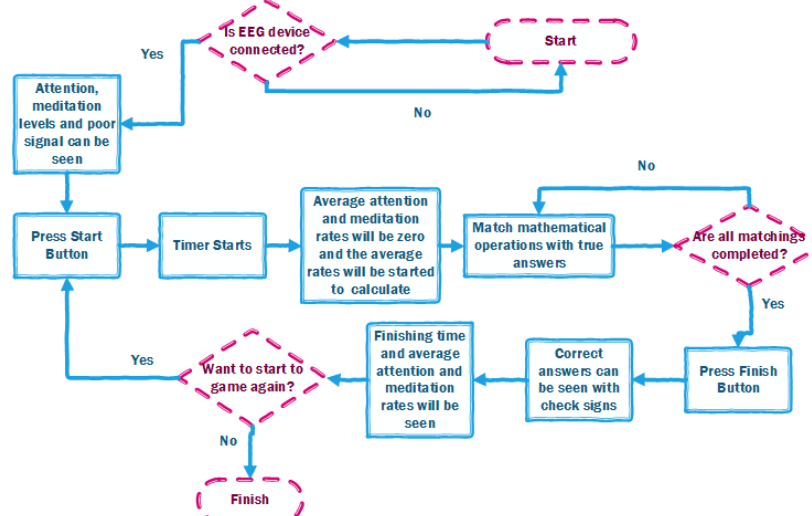 Is EEG device
connected?
Start
Yes
No
Attention,
meditation
levels and poor
signal can be
seen
No
Press Start
Button
Timer Starts
Average attention
and meditation
rates will be zero
and the average
rates will be started
to calculate
Match mathematical
operations with true
answers
Are all matchings
completed?
Yes
Press Finish
Button
Correct
answers can
be seen with
check signs
Finishing time
and average
attention and
meditation
rates will be
seen
Want to start to
game again?
Yes
No
Finish